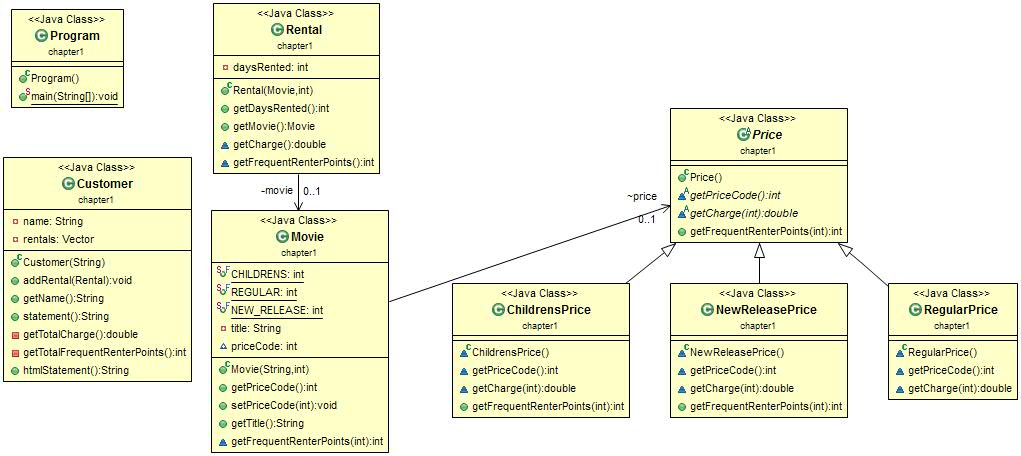 <<Java Class>>
Program
chapter1
Program()
main(String[]):void
<<Java Class>>
Rental
chapter1
daysRented: int
Rental(Movie,int)
getDaysRented():int
getMovie():Movie
getCharge():double
getFrequentRenterPoints():int
<<Java Class>>
Customer
chapter1
name: String
rentals: Vector
Customer(String)
addRental(Rental):void
getName():String
statement():String
getTotalCharge():double
getTotalFrequentRenterPoints():int
htmlStatement():String
-movie
0..1
<<Java Class>>
Movie
chapter1
CHILDRENS: int
REGULAR: int
NEW_RELEASE: int
title: String
priceCode: int
Movie(String,int)
getPriceCode():int
setPriceCode(int):void
getTitle():String
getFrequentRenterPoints(int):int
~price
0..1
<<Java Class>>
Price
chapter1
Price()
getPriceCode():int
getCharge(int):double
getFrequentRenterPoints(int):int
<<Java Class>>
ChildrensPrice
chapter1
ChildrensPrice()
getPriceCode():int
getCharge(int):double
getFrequentRenterPoints(int):int
<<Java Class>>
NewReleasePrice
chapter1
NewReleasePrice()
getPriceCode():int
getCharge(int):double
getFrequentRenterPoints(int):int
<<Java Class>>
RegularPrice
chapter1
RegularPrice()
getPriceCode():int
getCharge(int):double